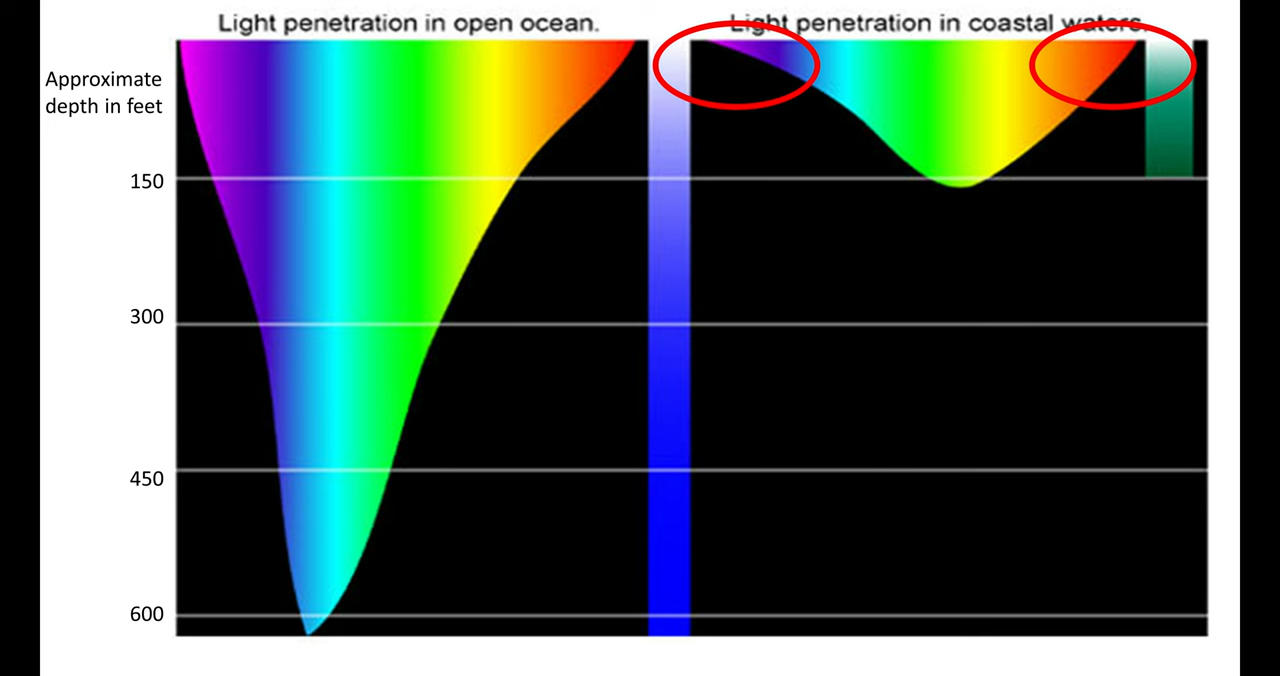 Light penetration in open ocean.
Light penetration in coastal waters.
Approximate
depth in feet
150
300
450
600